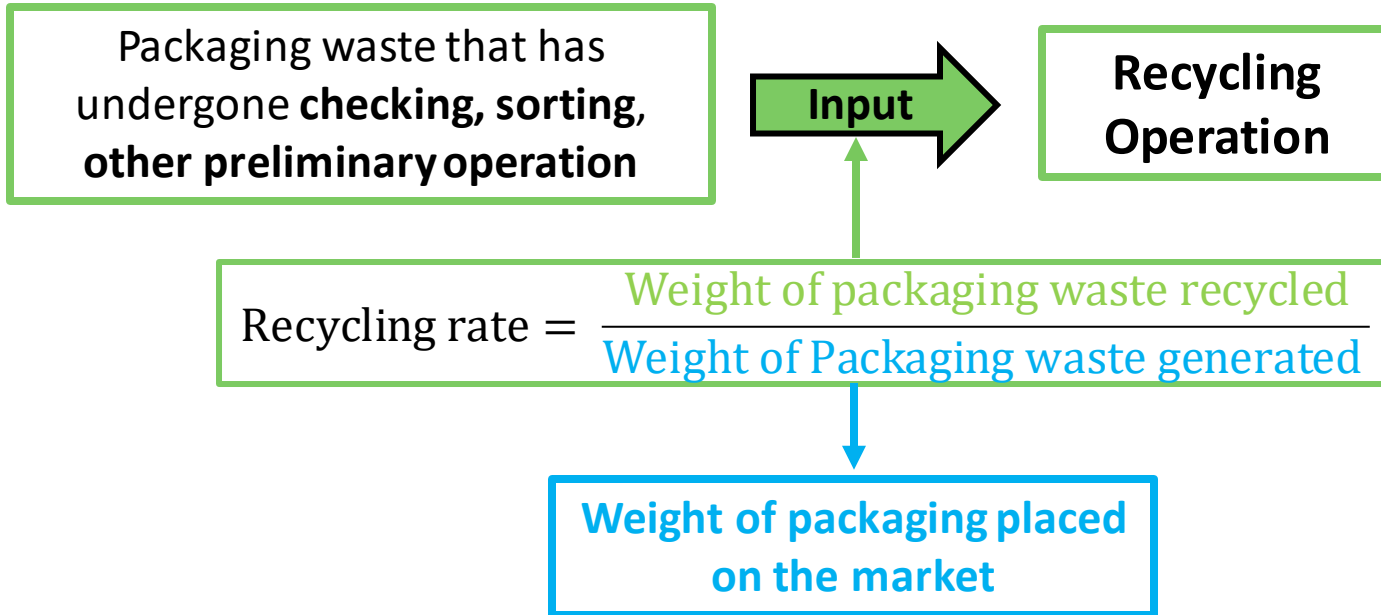 Packaging waste that has
undergone checking, sorting,
other preliminary operation
Input
Recycling
Operation
Recycling rate = Weight of packaging waste recycled
Weight of Packaging waste generated
Weight of packaging placed
on the market